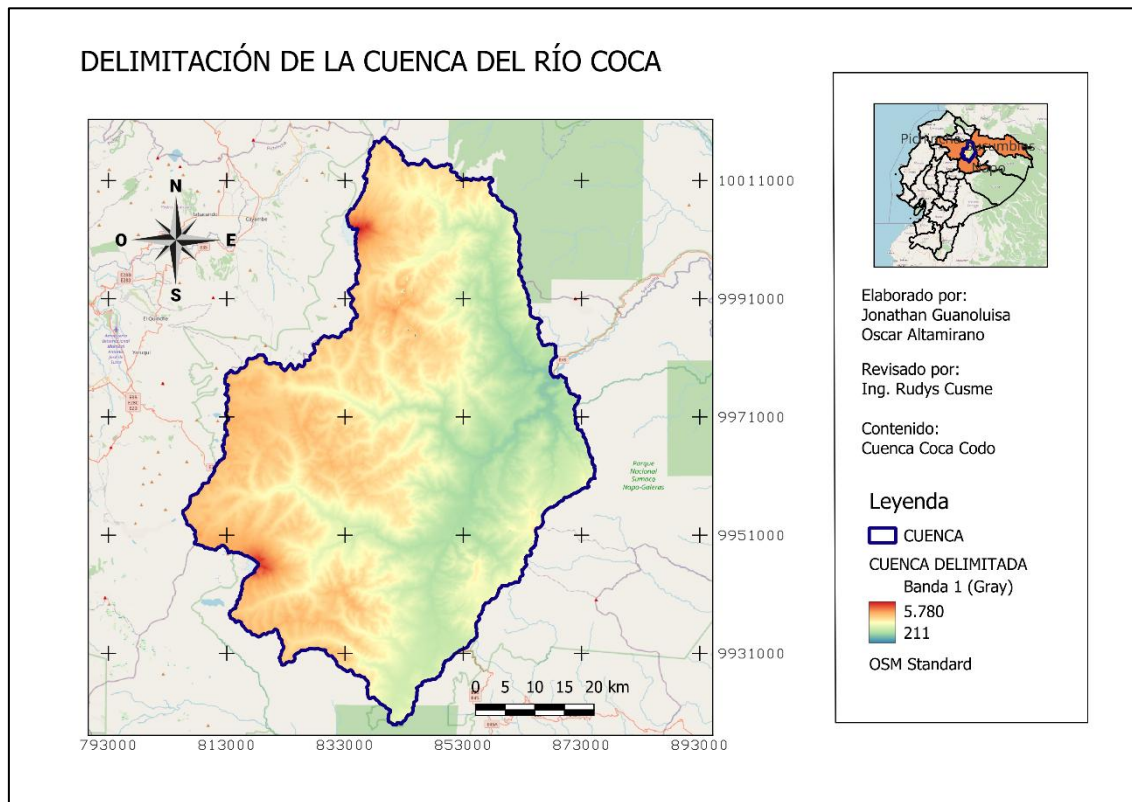 DELIMITACIÓN DE LA CUENCA DEL RÍO COCA
N
O
E
S
10011000
9991000
9971000
9951000
9931000
793000
813000
833000
853000
873000
893000
Parque
Nacional
Sumaco
Napo-Galeras
0 5 10 15 20 km
Napo
Elaborado por:
Jonathan Guanoluisa
Oscar Altamirano
Revisado por:
Ing. Rudys Cusme
Contenido:
Cuenca Coca Codo
Leyenda
CUENCA
CUENCA DELIMITADA
Banda 1 (Gray)
5.780
211
OSM Standard